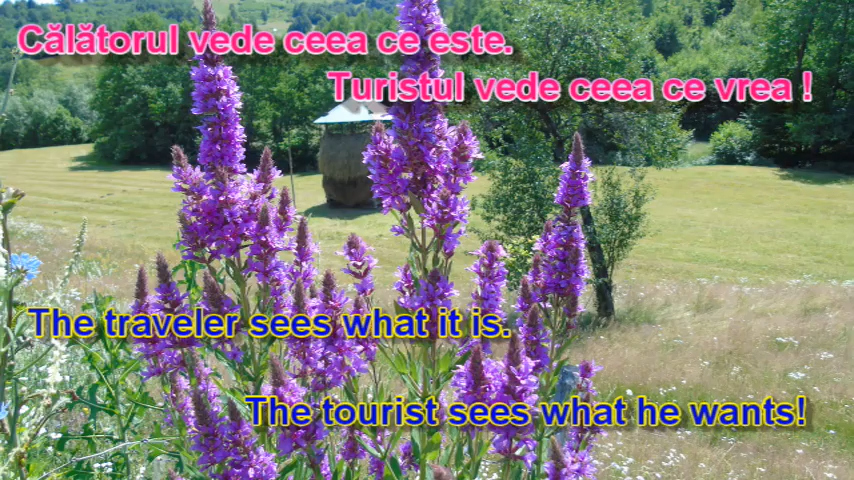 Călătorul vede ceea ce este.
Turistul vede ceea ce vrea !
The traveler sees what it is.
The tourist sees what he wants!